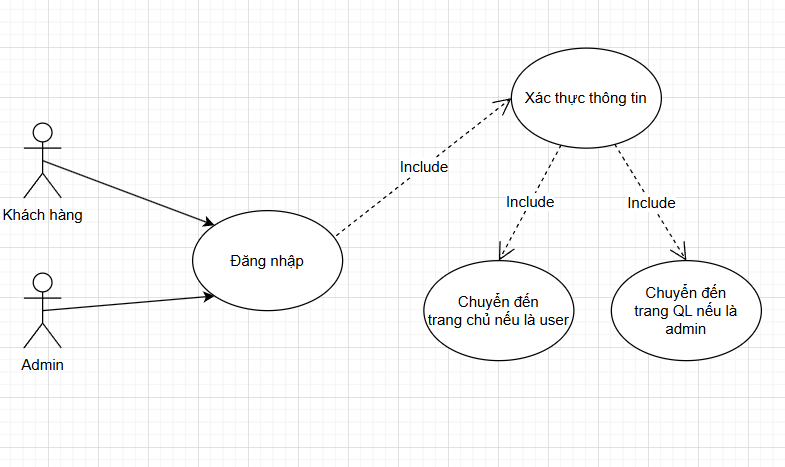 Xác thực thông tin
Include
Khách hàng
Include
Include
Đăng nhập
Chuyển đến
trang chủ nếu là user
Chuyển đến
trang QL nếu là
admin
Admin